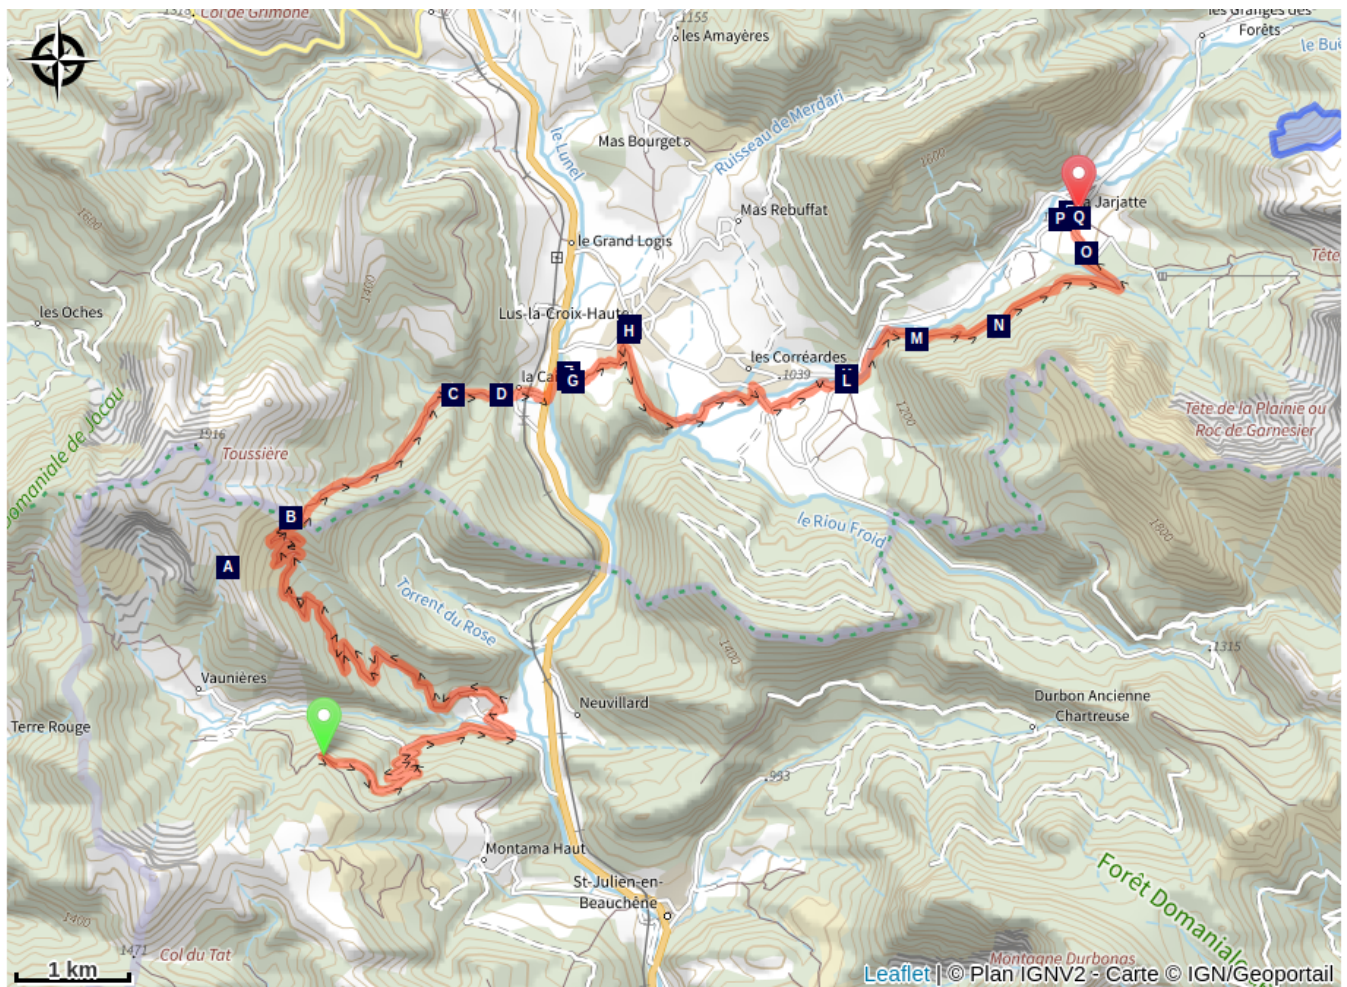 1578
Col de Grimone
1155
les Amayères
les Granges des
Forêts
le Bu
le Lunel
Mas Bourget
Ruisseau de Merdari
1600
1600
Mas Rebuffat
a Jarjatte
P
Q
O
le Grand Logis
Tête
1400
les Oches
Lus-la-Croix-Haute
H
M
N
les Corréardes
1039
la Ca
G
L
C
D
1200
Tête de la Plainie ou
Roc de Garnesier
Domaniale de Jacou
1916
Toussière
B
le Riou Froid
1800
A
Torrent du Rose
1400
1315
Vaunières
Neuvillard
Durbon Ancienne
Chartreuse
Terre Rouge
993
Montama Haut
St-Julien-en-
Beauchêne
Forêt Domaniale
1400
1471
Col du Tat
Montagne Durbonas
1 km
Leaflet | © Plan IGNV2 - Carte © IGN/Geoportail